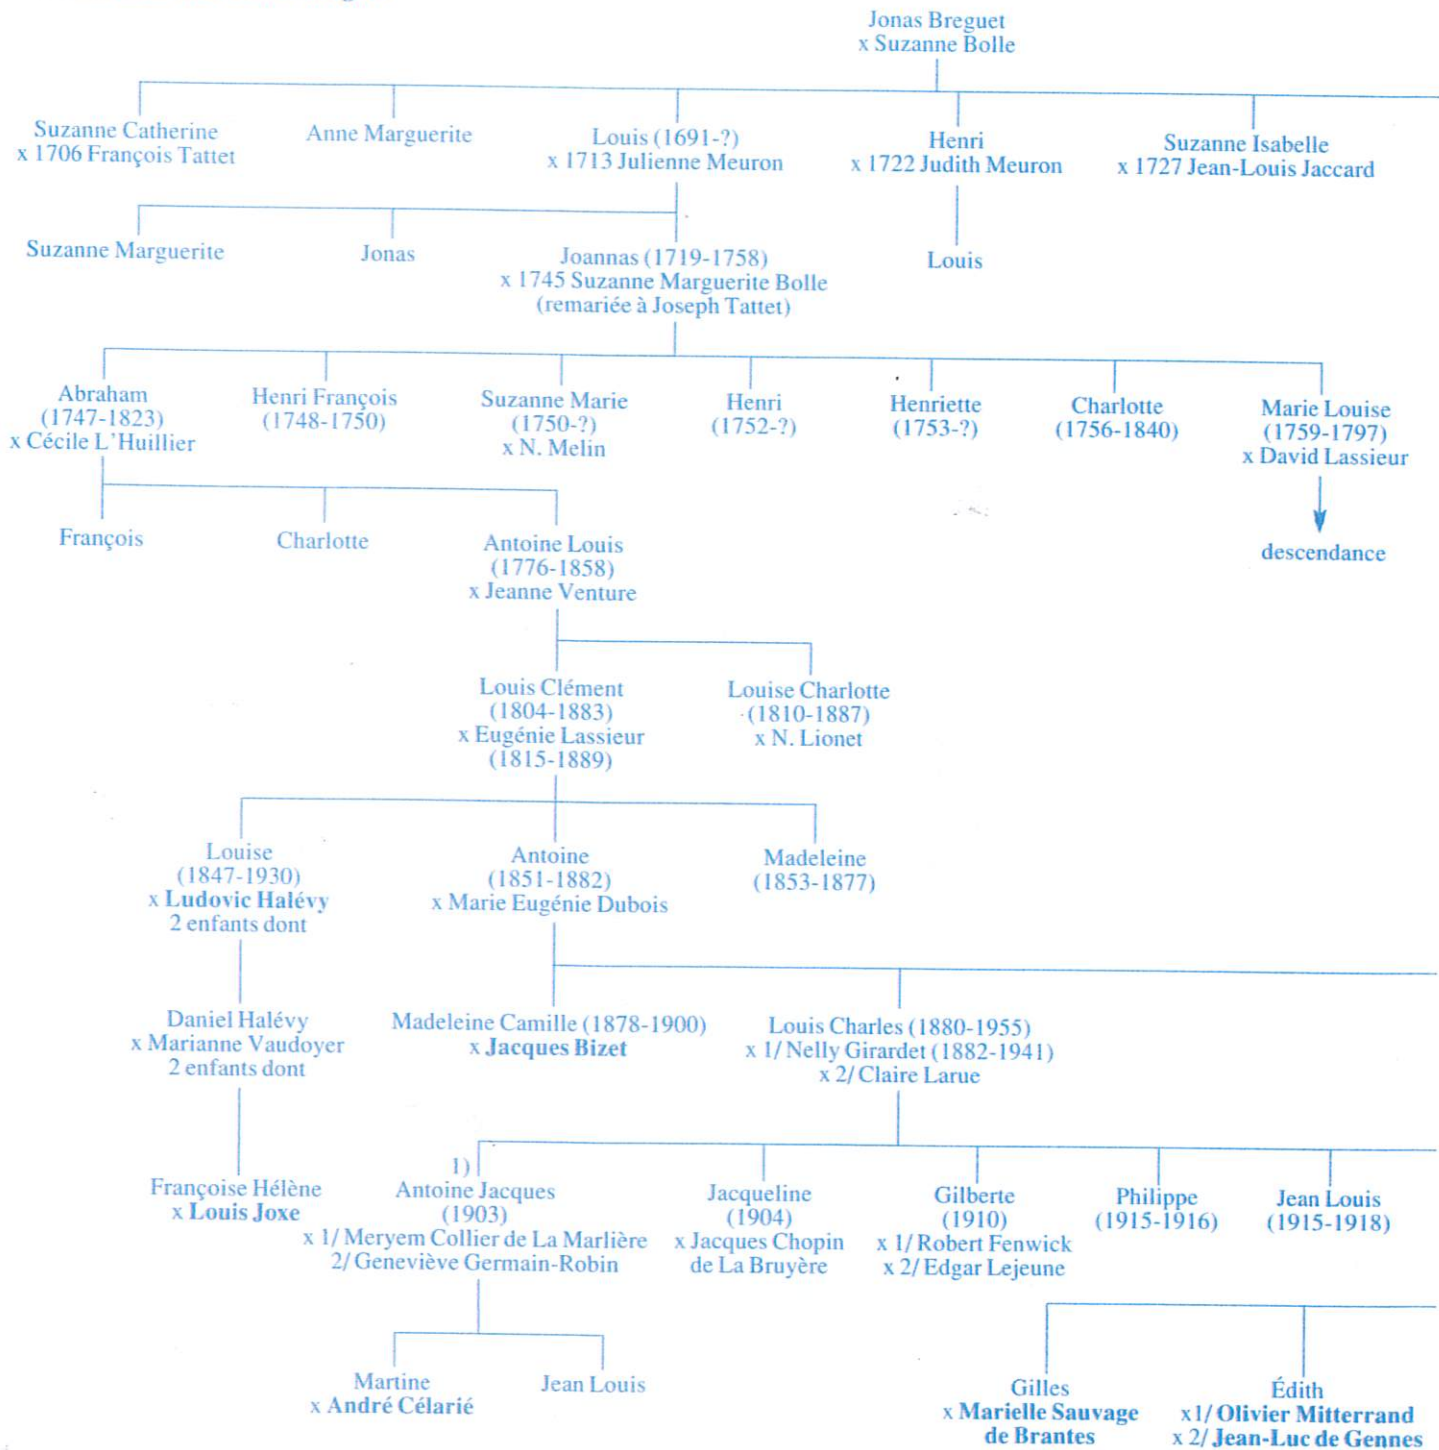 Jonas Breguet
x Suzanne Bolle
Suzanne Catherine
x 1706 François Tattet
Anne Marguerite
Louis (1691-?)
x 1713 Julienne Meuron
Henri
x 1722 Judith Meuron
Suzanne Isabelle
x 1727 Jean-Louis Jaccard
Suzanne Marguerite
Jonas
Joannas (1719-1758)
x 1745 Suzanne Marguerite Bolle
(remariée à Joseph Tattet)
Louis
Abraham
(1747-1823)
x Cécile L'Huillier
Henri François
(1748-1750)
Suzanne Marie
(1750-?)
x N. Melin
Henri
(1752-?)
Henriette
(1753-?)
Charlotte
(1756-1840)
Marie Louise
(1759-1797)
x David Lassieur
descendance
François
Charlotte
Antoine Louis
(1776-1858)
x Jeanne Venture
Louis Clément
(1804-1883)
x Eugénie Lassieur
(1815-1889)
Louise Charlotte
(1810-1887)
x N. Lionet
Louise
(1847-1930)
x Ludovic Halévy
2 enfants dont
Antoine
(1851-1882)
x Marie Eugénie Dubois
Madeleine
(1853-1877)
Daniel Halévy
x Marianne Vaudoyer
2 enfants dont
Madeleine Camille (1878-1900)
x Jacques Bizet
Louis Charles (1880-1955)
x 1/ Nelly Girardet (1882-1941)
x 2/ Claire Larue
Françoise Hélène
x Louis Joxe
1)
Antoine Jacques
(1903)
x 1/ Meryem Collier de La Marlière
2/ Geneviève Germain-Robin
Jacqueline
(1904)
x Jacques Chopin
de La Bruyère
Gilberte
(1910)
x 1/ Robert Fenwick
x 2/ Edgar Lejeune
Philippe
(1915-1916)
Jean Louis
(1915-1918)
Martine
x André Célarié
Jean Louis
Gilles
x Marielle Sauvage
de Brantes
Édith
x1/ Olivier Mitterrand
x 2/ Jean-Luc de Gennes